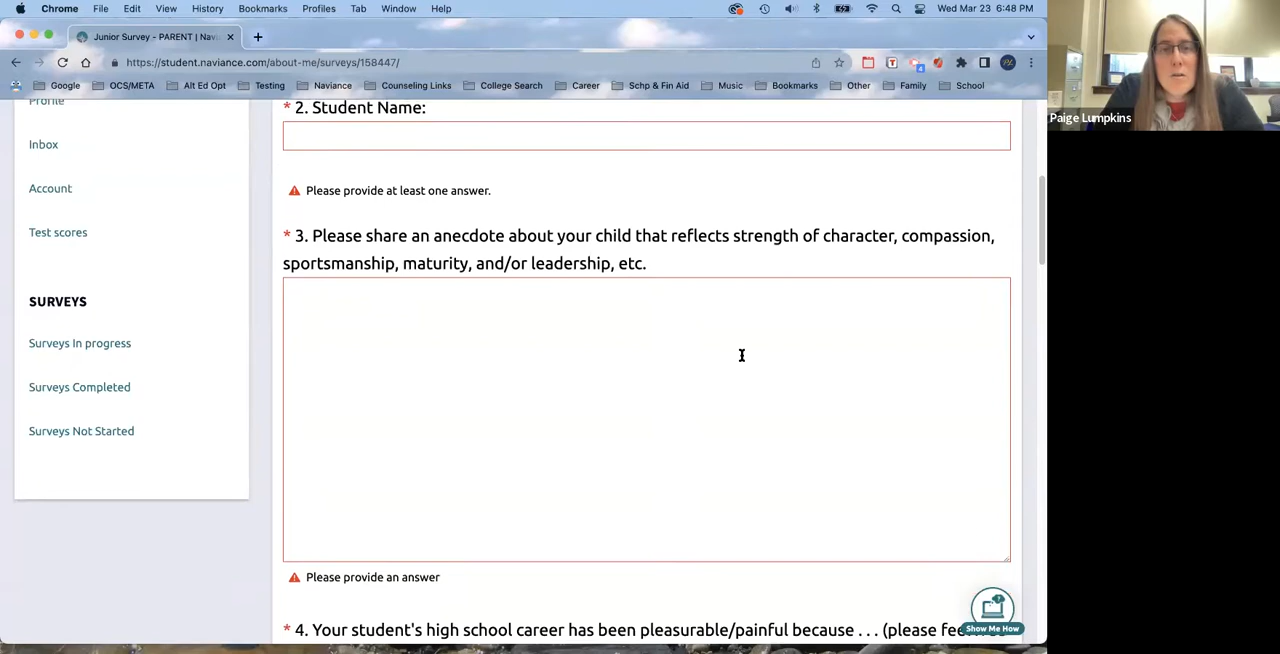 Chrome File Edit View History Bookmarks Profiles Tab Window Help Wed Mar 23 6:48 PM
Junior Survey - PARENT | Navi
https://student.naviance.com/about-me/surveys/158447/
Google OCS/META Alt Ed Opt Testing Naviance Counseling Links College Search Career Schp & Fin Aid Music Bookmarks Other Family School
Paige Lumpkins
Profile
Inbox
Account
Test scores
SURVEYS
Surveys In progress
Surveys Completed
Surveys Not Started
* 2. Student Name:
Please provide at least one answer.
* 3. Please share an anecdote about your child that reflects strength of character, compassion,
sportsmanship, maturity, and/or leadership, etc.
Please provide an answer
* 4. Your student's high school career has been pleasurable/painful because . . . (please fee
Show Me How